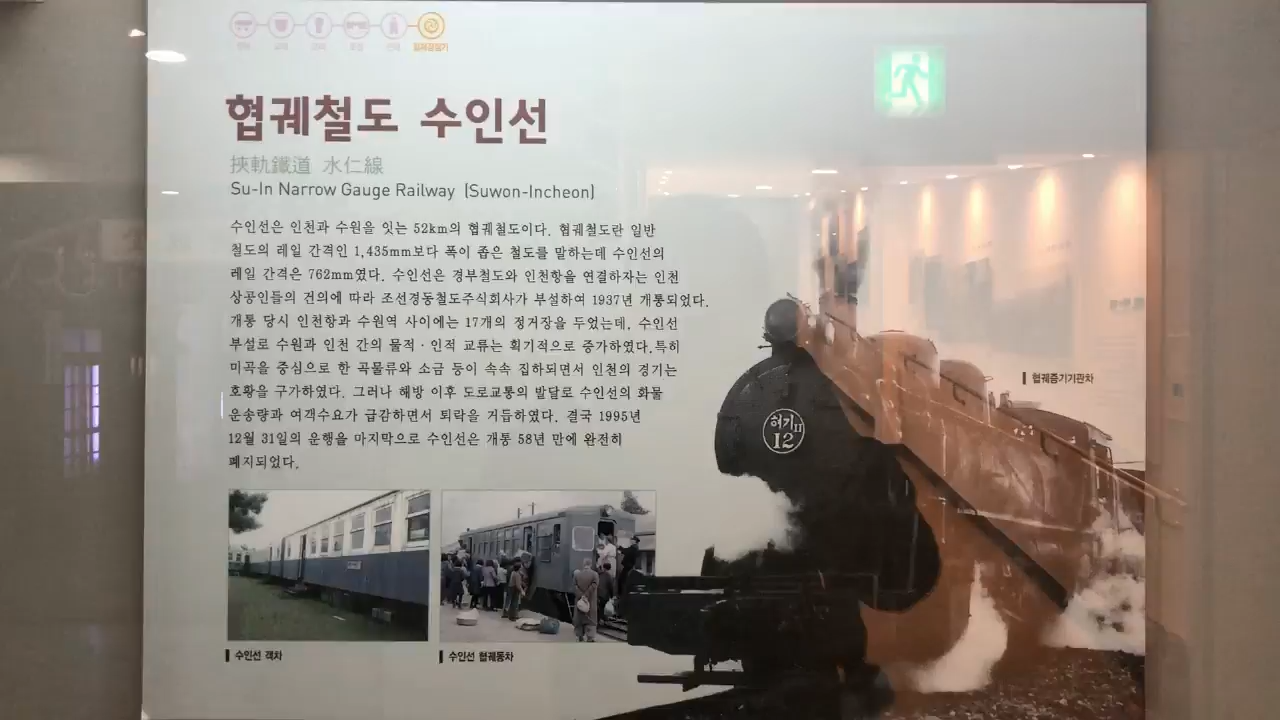 일제강점기
협궤철도 수인선
挾軌鐵道 水仁線
Su-In Narrow Gauge Railway (Suwon-Incheon)
수인선은 인천과 수원을 잇는 52km의 협궤철도이다. 협궤철도란 일반
철도의 레일 간격인 1,435mm보다 폭이 좁은 철도를 말하는데 수인선의
레일 간격은 762mm였다. 수인선은 경부철도와 인천항을 연결하자는 인천
상공인들의 건의에 따라 조선경동철도주식회사가 부설하여 1937년 개통되었다.
개통 당시 인천항과 수원역 사이에는 17개의 정거장을 두었는데, 수인선
부설로 수원과 인천 간의 물적·인적 교류는 획기적으로 증가하였다. 특히
미곡을 중심으로 한 곡물류와 소금 등이 속속 집하되면서 인천의 경기는
호황을 구가하였다. 그러나 해방 이후 도로교통의 발달로 수인선의 화물
운송량과 여객수요가 급감하면서 퇴락을 거듭하였다. 결국 1995년
12월 31일의 운행을 마지막으로 수인선은 개통 58년 만에 완전히
폐지되었다.
협궤증기기관차
허기II
12
수인선 객차
수인선 협궤동차